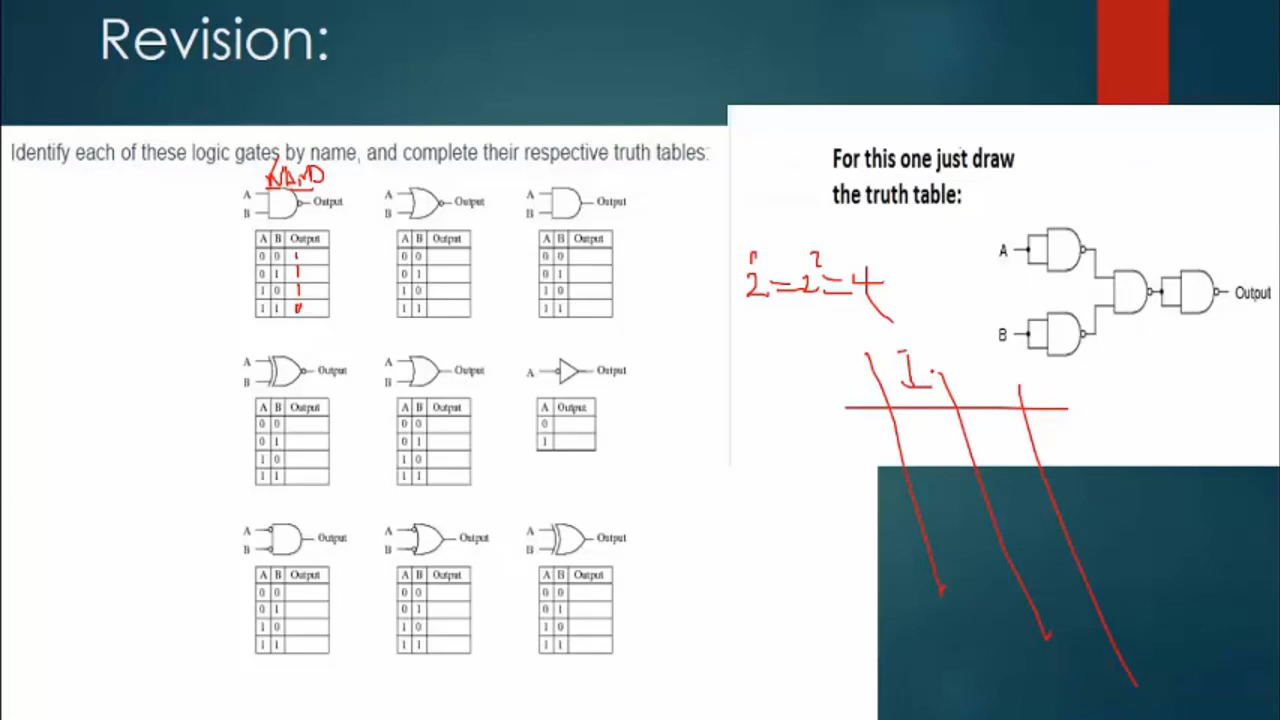 Revision:
Identify each of these logic gates by name, and complete their respective truth tables:
NAND
A
B
Output
A B Output
0 0 1
0 1 1
1 0 1
1 1 0
A
B
Output
A B Output
0 0
0 1
1 0
1 1
A
B
Output
A B Output
0 0
0 1
1 0
1 1
A
B
Output
A B Output
0 0
0 1
1 0
1 1
A
B
Output
A B Output
0 0
0 1
1 0
1 1
A
Output
A Output
0
1
A
B
Output
A B Output
0 0
0 1
1 0
1 1
A
B
Output
A B Output
0 0
0 1
1 0
1 1
A
B
Output
A B Output
0 0
0 1
1 0
1 1
For this one just draw
the truth table:
A
B
Output
2ⁿ=2²=4
I.